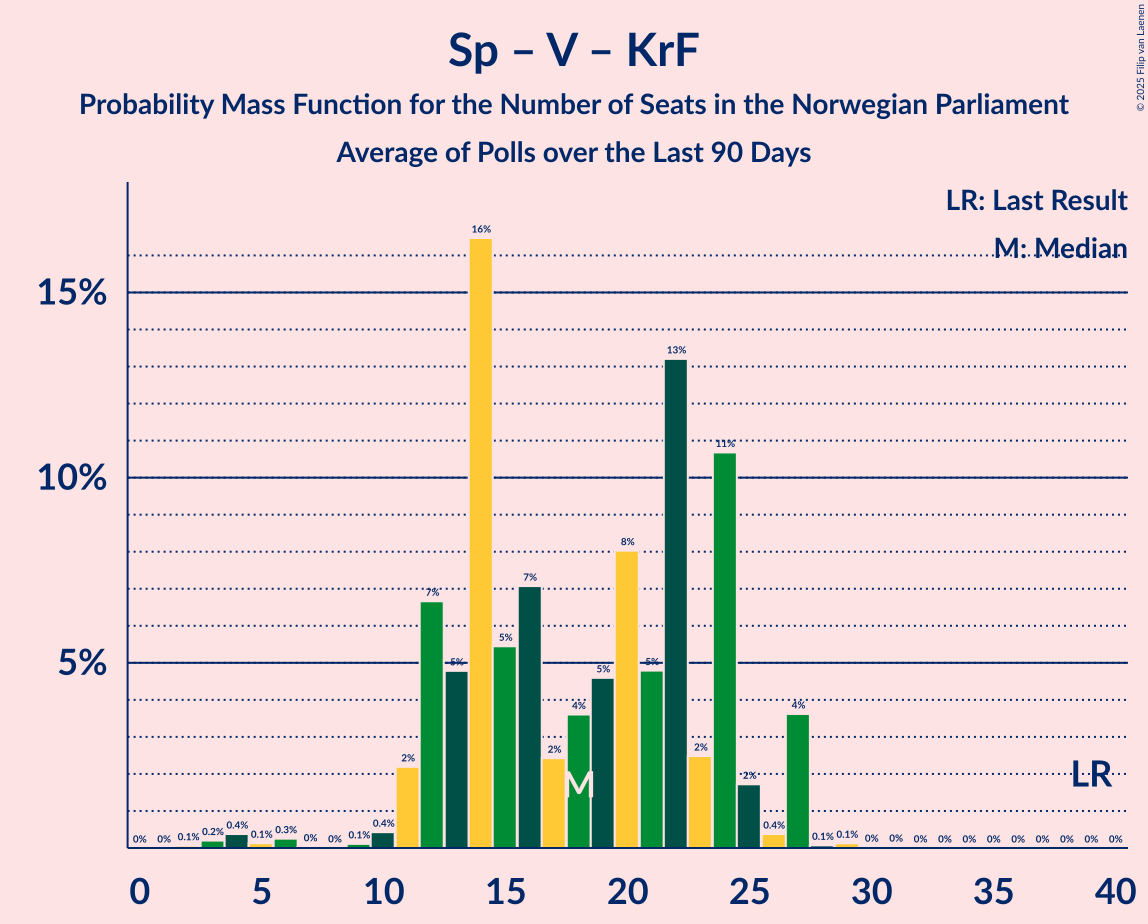 Sp – V – KrF
Probability Mass Function for the Number of Seats in the Norwegian Parliament
Average of Polls over the Last 90 Days
© 2025 Filip van Laenen
LR: Last Result
M: Median
15%
10%
5%
0% 0% 0.1% 0.2% 0.4% 0.1% 0.3% 0% 0% 0.1% 0.4% 2% 7% 5% 16% 5% 7% 2% 4% 5% 8% 5% 13% 2% 11% 2% 0.4% 4% 0.1% 0.1% 0% 0% 0% 0% 0% 0% 0% 0% 0% 0% 0%
M
LR
0 5 10 15 20 25 30 35 40